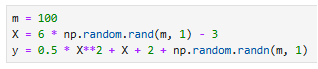 m = 100
X = 6 * np.random.rand(m, 1) - 3
y = 0.5 * X**2 + X + 2 + np.random.randn(m, 1)